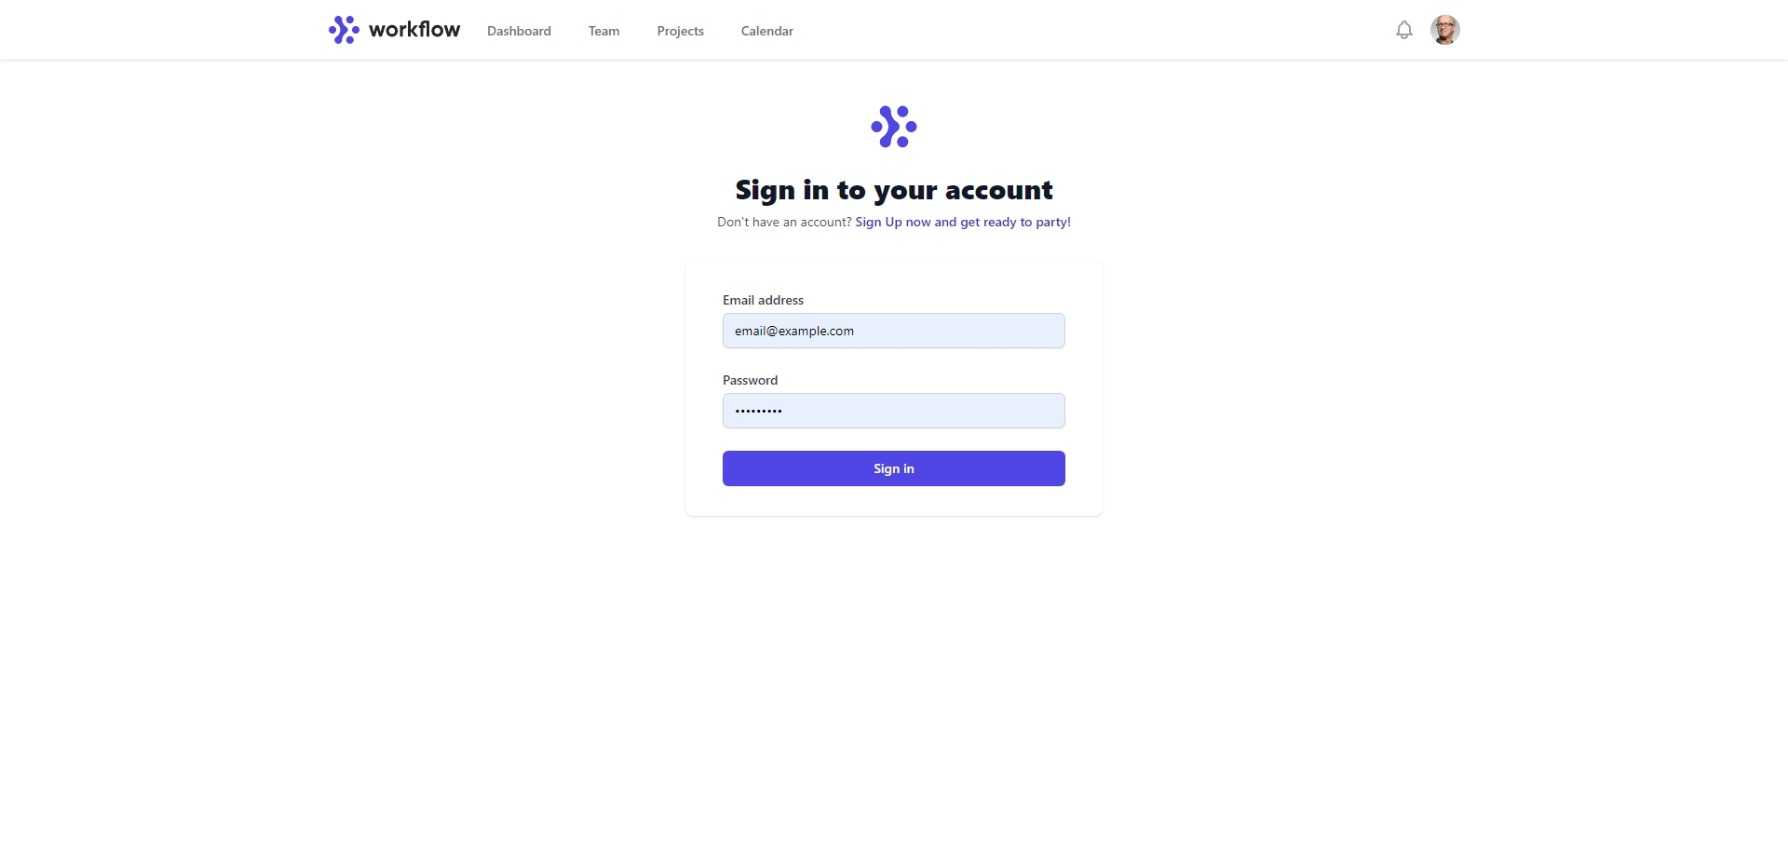 workflow Dashboard Team Projects Calendar
Sign in to your account
Don't have an account? Sign Up now and get ready to party!
Email address
email@example.com
Password
•••••••••
Sign in